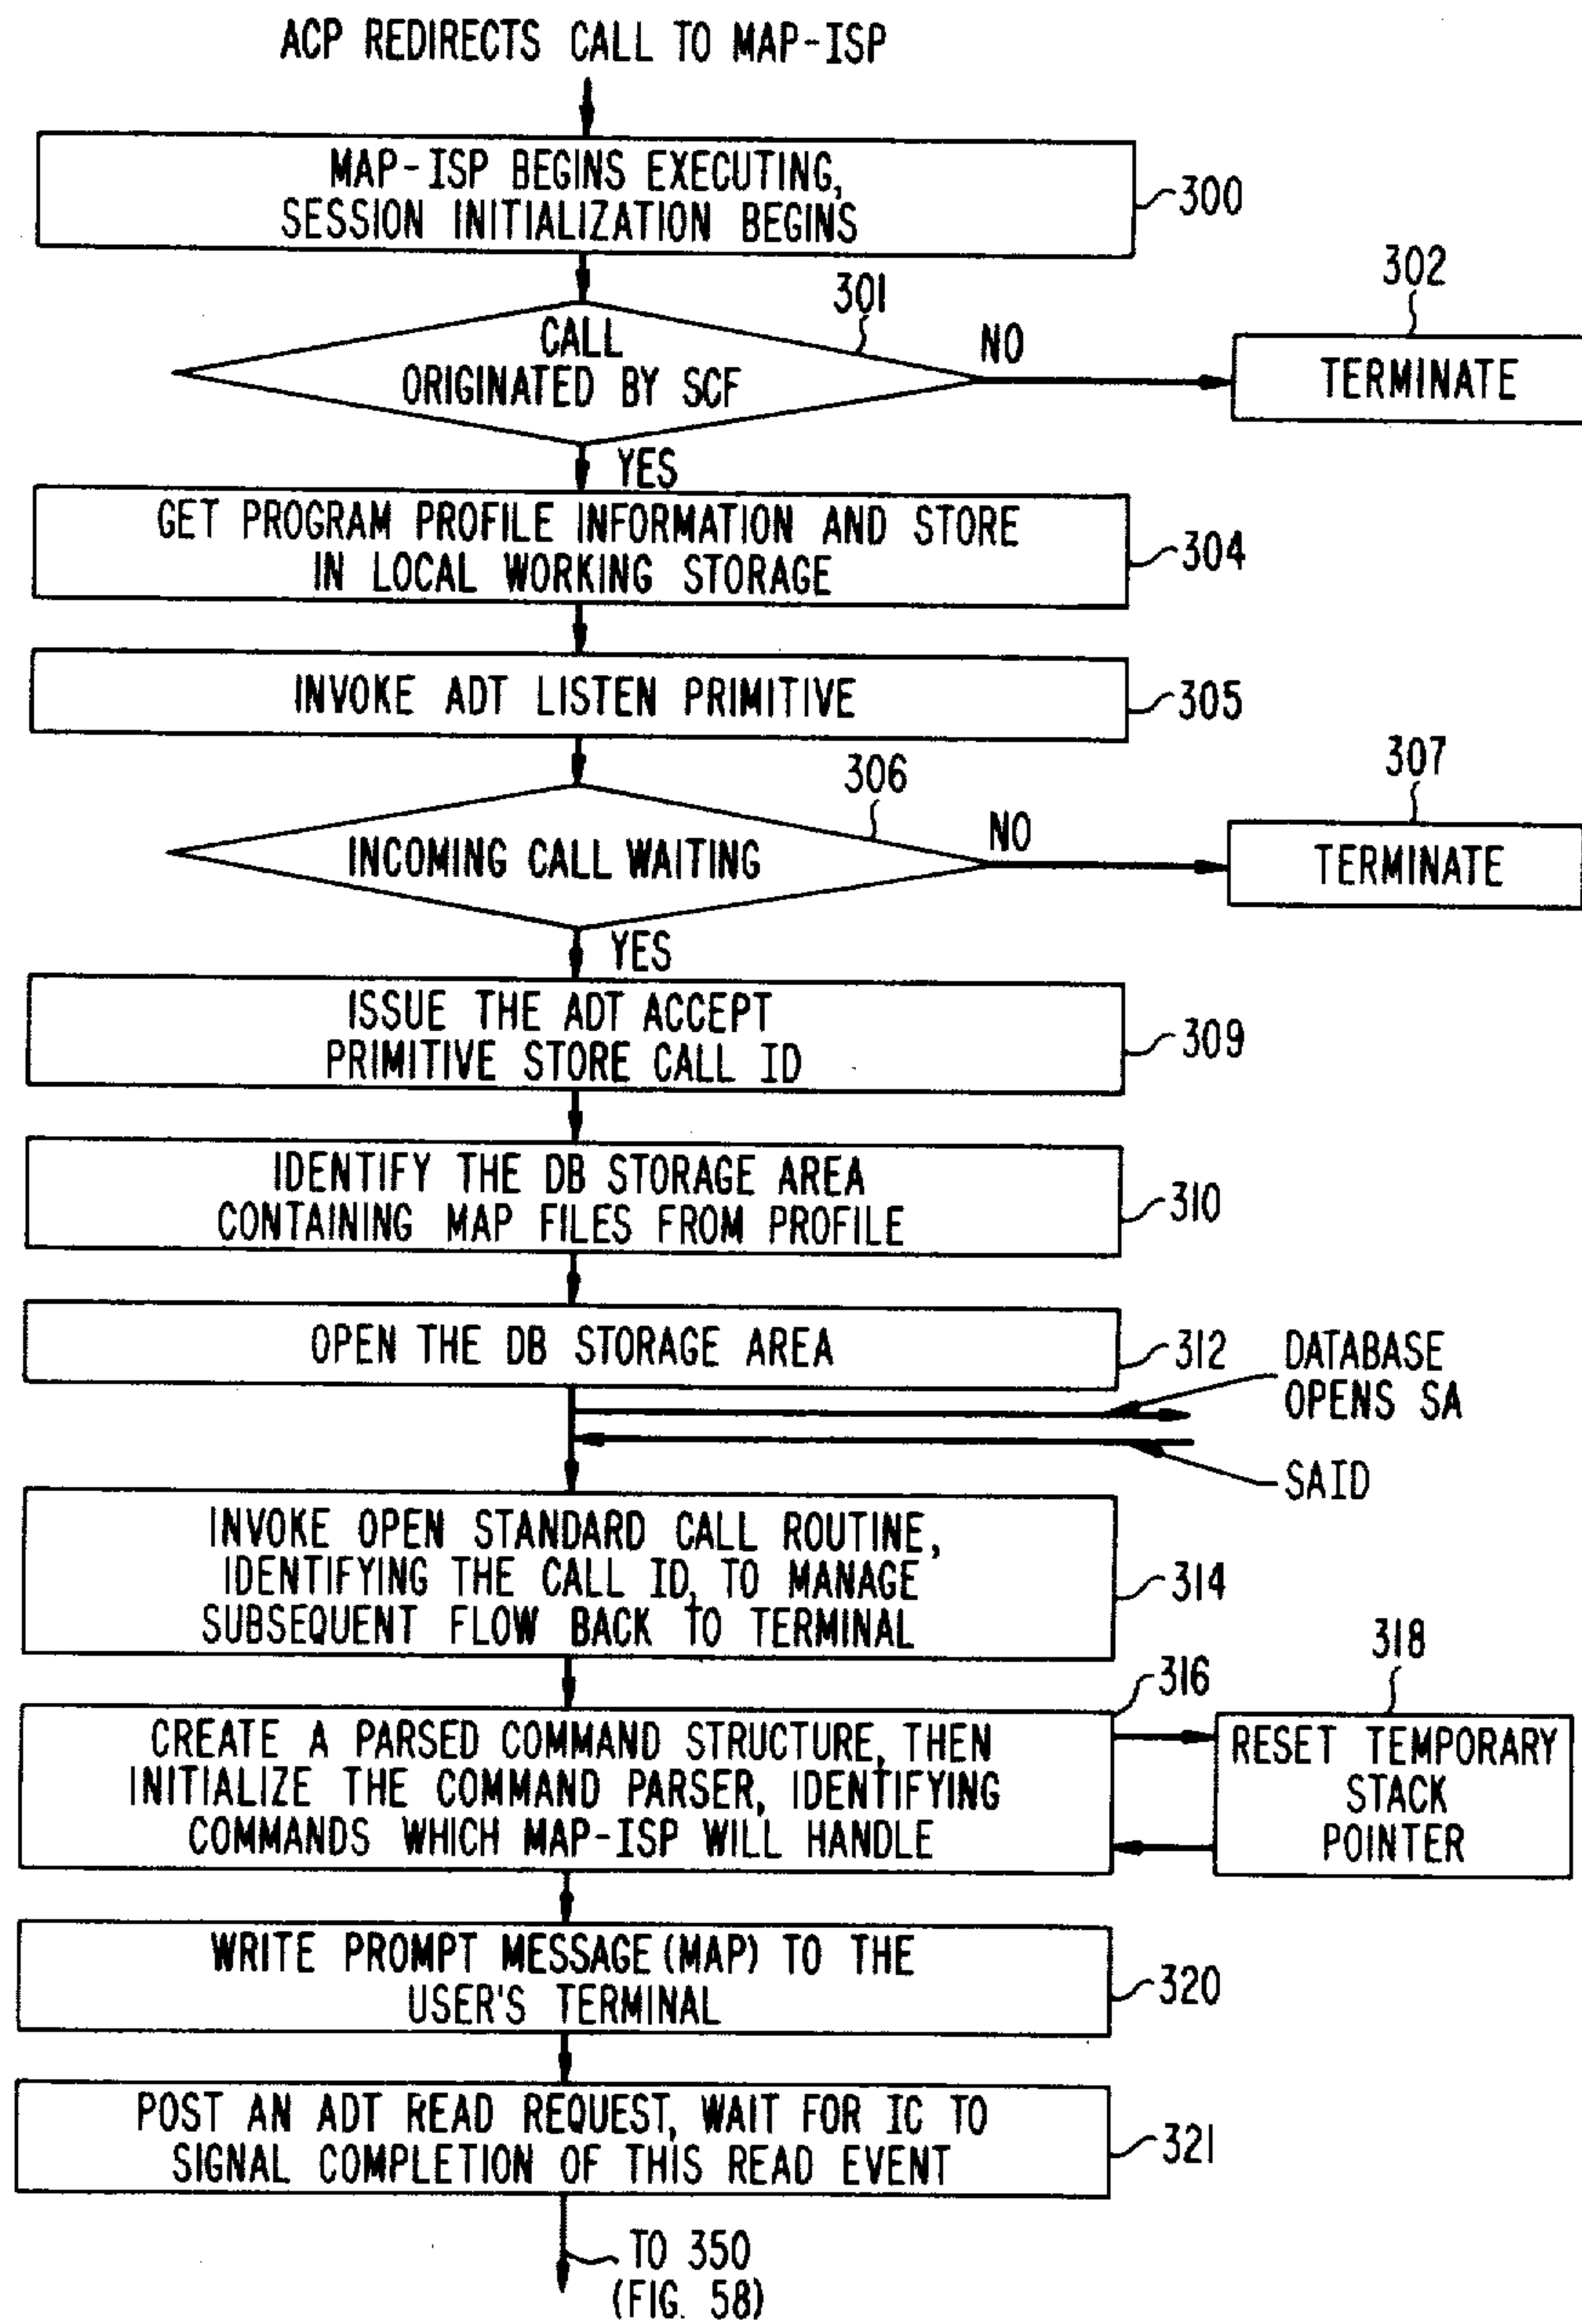 ACP REDIRECTS CALL TO MAP-ISP
MAP-ISP BEGINS EXECUTING,
SESSION INITIALIZATION BEGINS
300
301
CALL
ORIGINATED BY SCF
NO
302
TERMINATE
YES
GET PROGRAM PROFILE INFORMATION AND STORE
IN LOCAL WORKING STORAGE
304
INVOKE ADT LISTEN PRIMITIVE
305
306
INCOMING CALL WAITING
NO
307
TERMINATE
YES
ISSUE THE ADT ACCEPT
PRIMITIVE STORE CALL ID
309
IDENTIFY THE DB STORAGE AREA
CONTAINING MAP FILES FROM PROFILE
310
OPEN THE DB STORAGE AREA
312
DATABASE
OPENS SA
SAID
INVOKE OPEN STANDARD CALL ROUTINE,
IDENTIFYING THE CALL ID, TO MANAGE
SUBSEQUENT FLOW BACK TO TERMINAL
314
316
CREATE A PARSED COMMAND STRUCTURE, THEN
INITIALIZE THE COMMAND PARSER, IDENTIFYING
COMMANDS WHICH MAP-ISP WILL HANDLE
318
RESET TEMPORARY
STACK
POINTER
WRITE PROMPT MESSAGE (MAP) TO THE
USER'S TERMINAL
320
POST AN ADT READ REQUEST, WAIT FOR IC TO
SIGNAL COMPLETION OF THIS READ EVENT
321
TO 350
(FIG. 58)